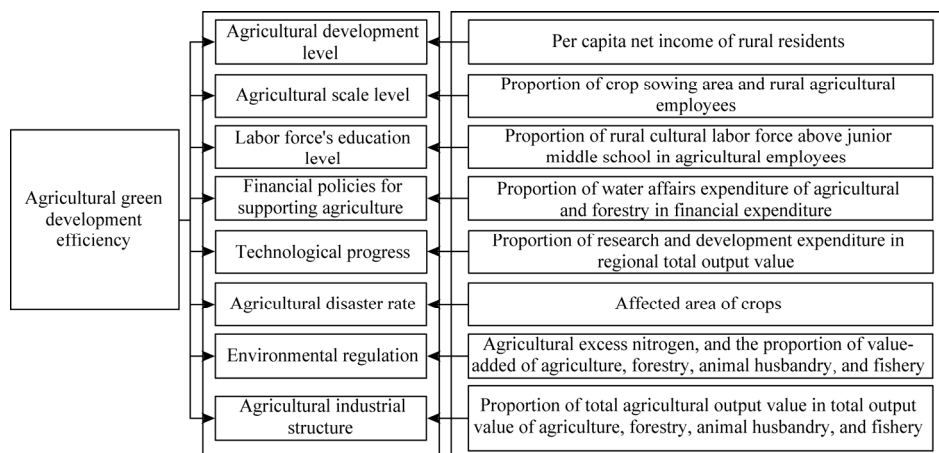 Agricultural green
development
efficiency
Agricultural development
level
Per capita net income of rural residents
Agricultural scale level
Proportion of crop sowing area and rural agricultural
employees
Labor force's education
level
Proportion of rural cultural labor force above junior
middle school in agricultural employees
Financial policies for
supporting agriculture
Proportion of water affairs expenditure of agricultural
and forestry in financial expenditure
Technological progress
Proportion of research and development expenditure in
regional total output value
Agricultural disaster rate
Affected area of crops
Environmental regulation
Agricultural excess nitrogen, and the proportion of value-
added of agriculture, forestry, animal husbandry, and fishery
Agricultural industrial
structure
Proportion of total agricultural output value in total output
value of agriculture, forestry, animal husbandry, and fishery